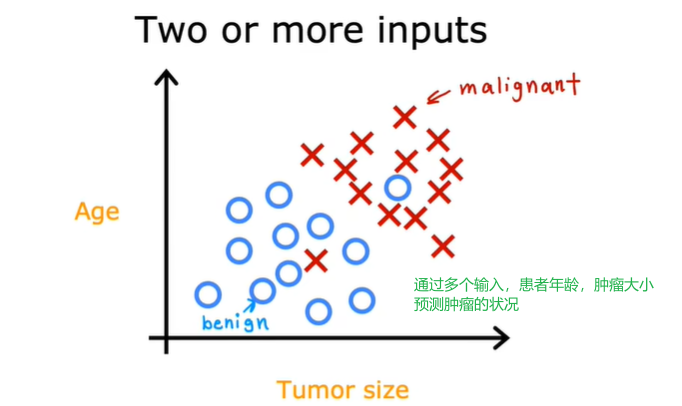 Two or more inputs
malignant
Age
通过多个输入，患者年龄，肿瘤大小
预测肿瘤的状况
benign
Tumor size